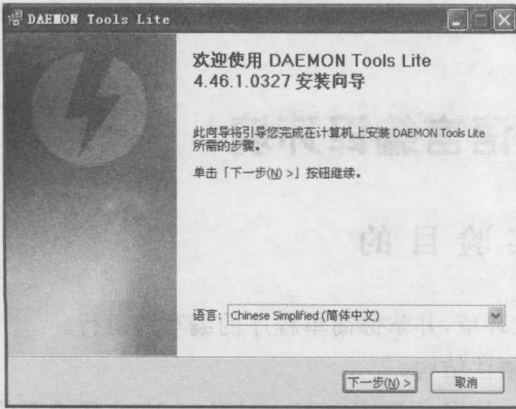 DAEMON Tools Lite
欢迎使用 DAEMON Tools Lite
4.46.1.0327 安装向导
此向导将引导您完成在计算机上安装 DAEMON Tools Lite
所需的步骤。
单击「下一步(N) >」按钮继续。
语言: Chinese Simplified (简体中文)
下一步(N) > 取消